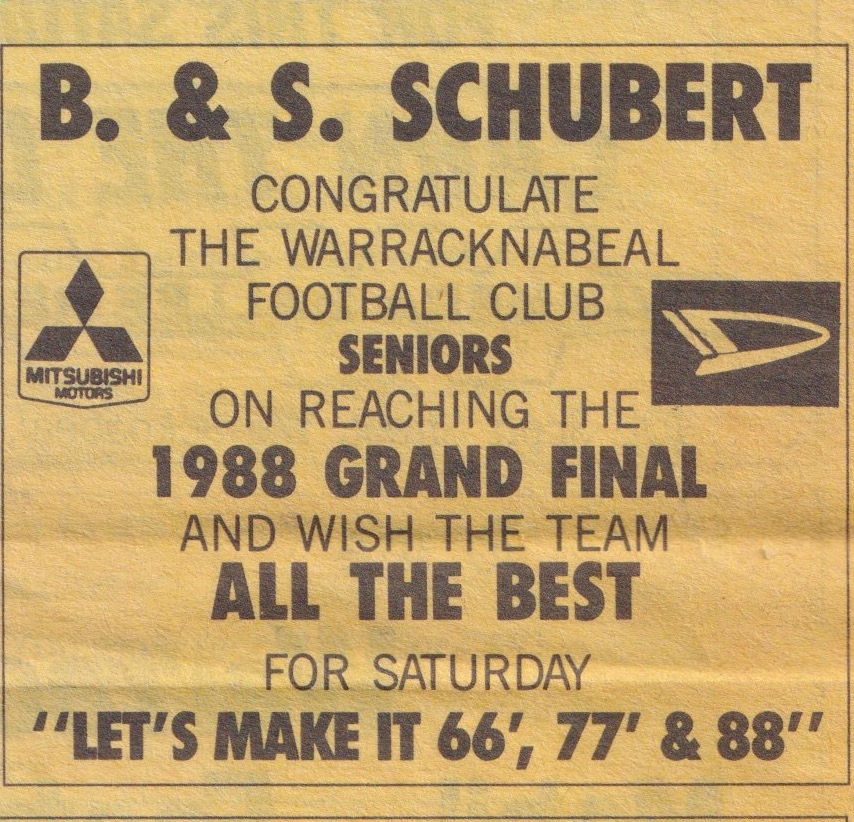 B. & S. SCHUBERT
CONGRATULATE
THE WARRACKNABEAL
FOOTBALL CLUB
SENIORS
MITSUBISHI
MOTORS
ON REACHING THE
1988 GRAND FINAL
AND WISH THE TEAM
ALL THE BEST
FOR SATURDAY
"LET'S MAKE IT 66', 77' & 88"